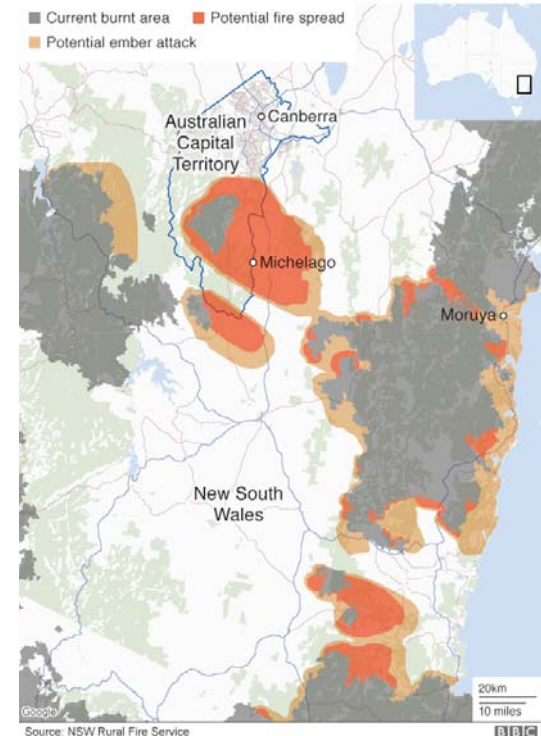 Current burnt area
Potential fire spread
Potential ember attack
Australian
Capital
Territory
Canberra
Michelago
Moruya
New South
Wales
20km
10 miles
Google
Source: NSW Rural Fire Service
BBC